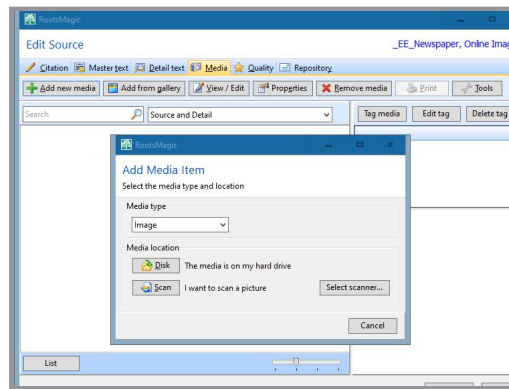 RootsMagic
Edit Source
_EE_Newspaper, Online Imag
Citation Master text Detail text Media Quality Repository
Add new media Add from gallery View / Edit Properties Remove media Print Tools
Search Source and Detail Tag media Edit tag Delete tag
RootsMagic
Add Media Item
Select the media type and location
Media type
Image
Media location
Disk The media is on my hard drive
Scan I want to scan a picture Select scanner...
Cancel
List